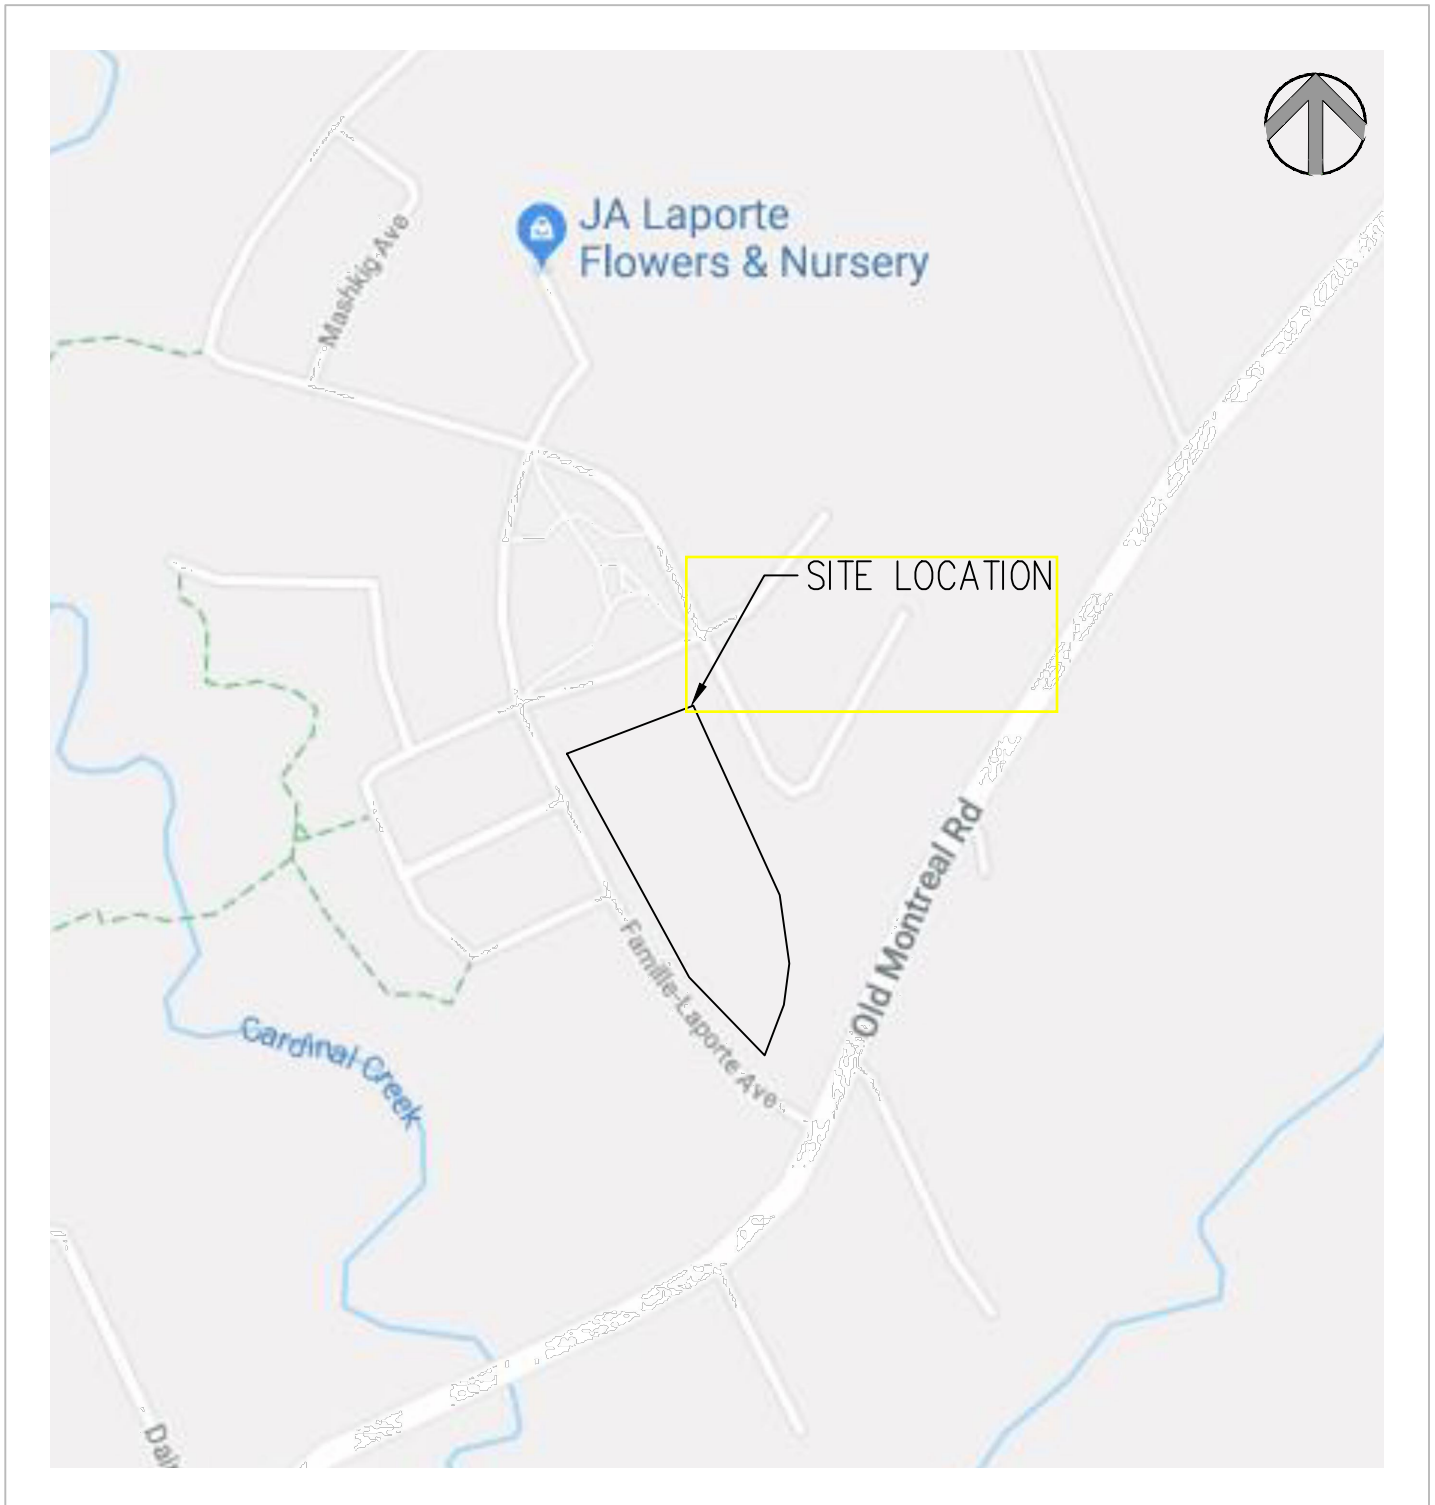 JA Laporte
Flowers & Nursery
Mashkig Ave
SITE LOCATION
Old Montreal Rd
Famille-Laporte Ave
Cardinal Creek